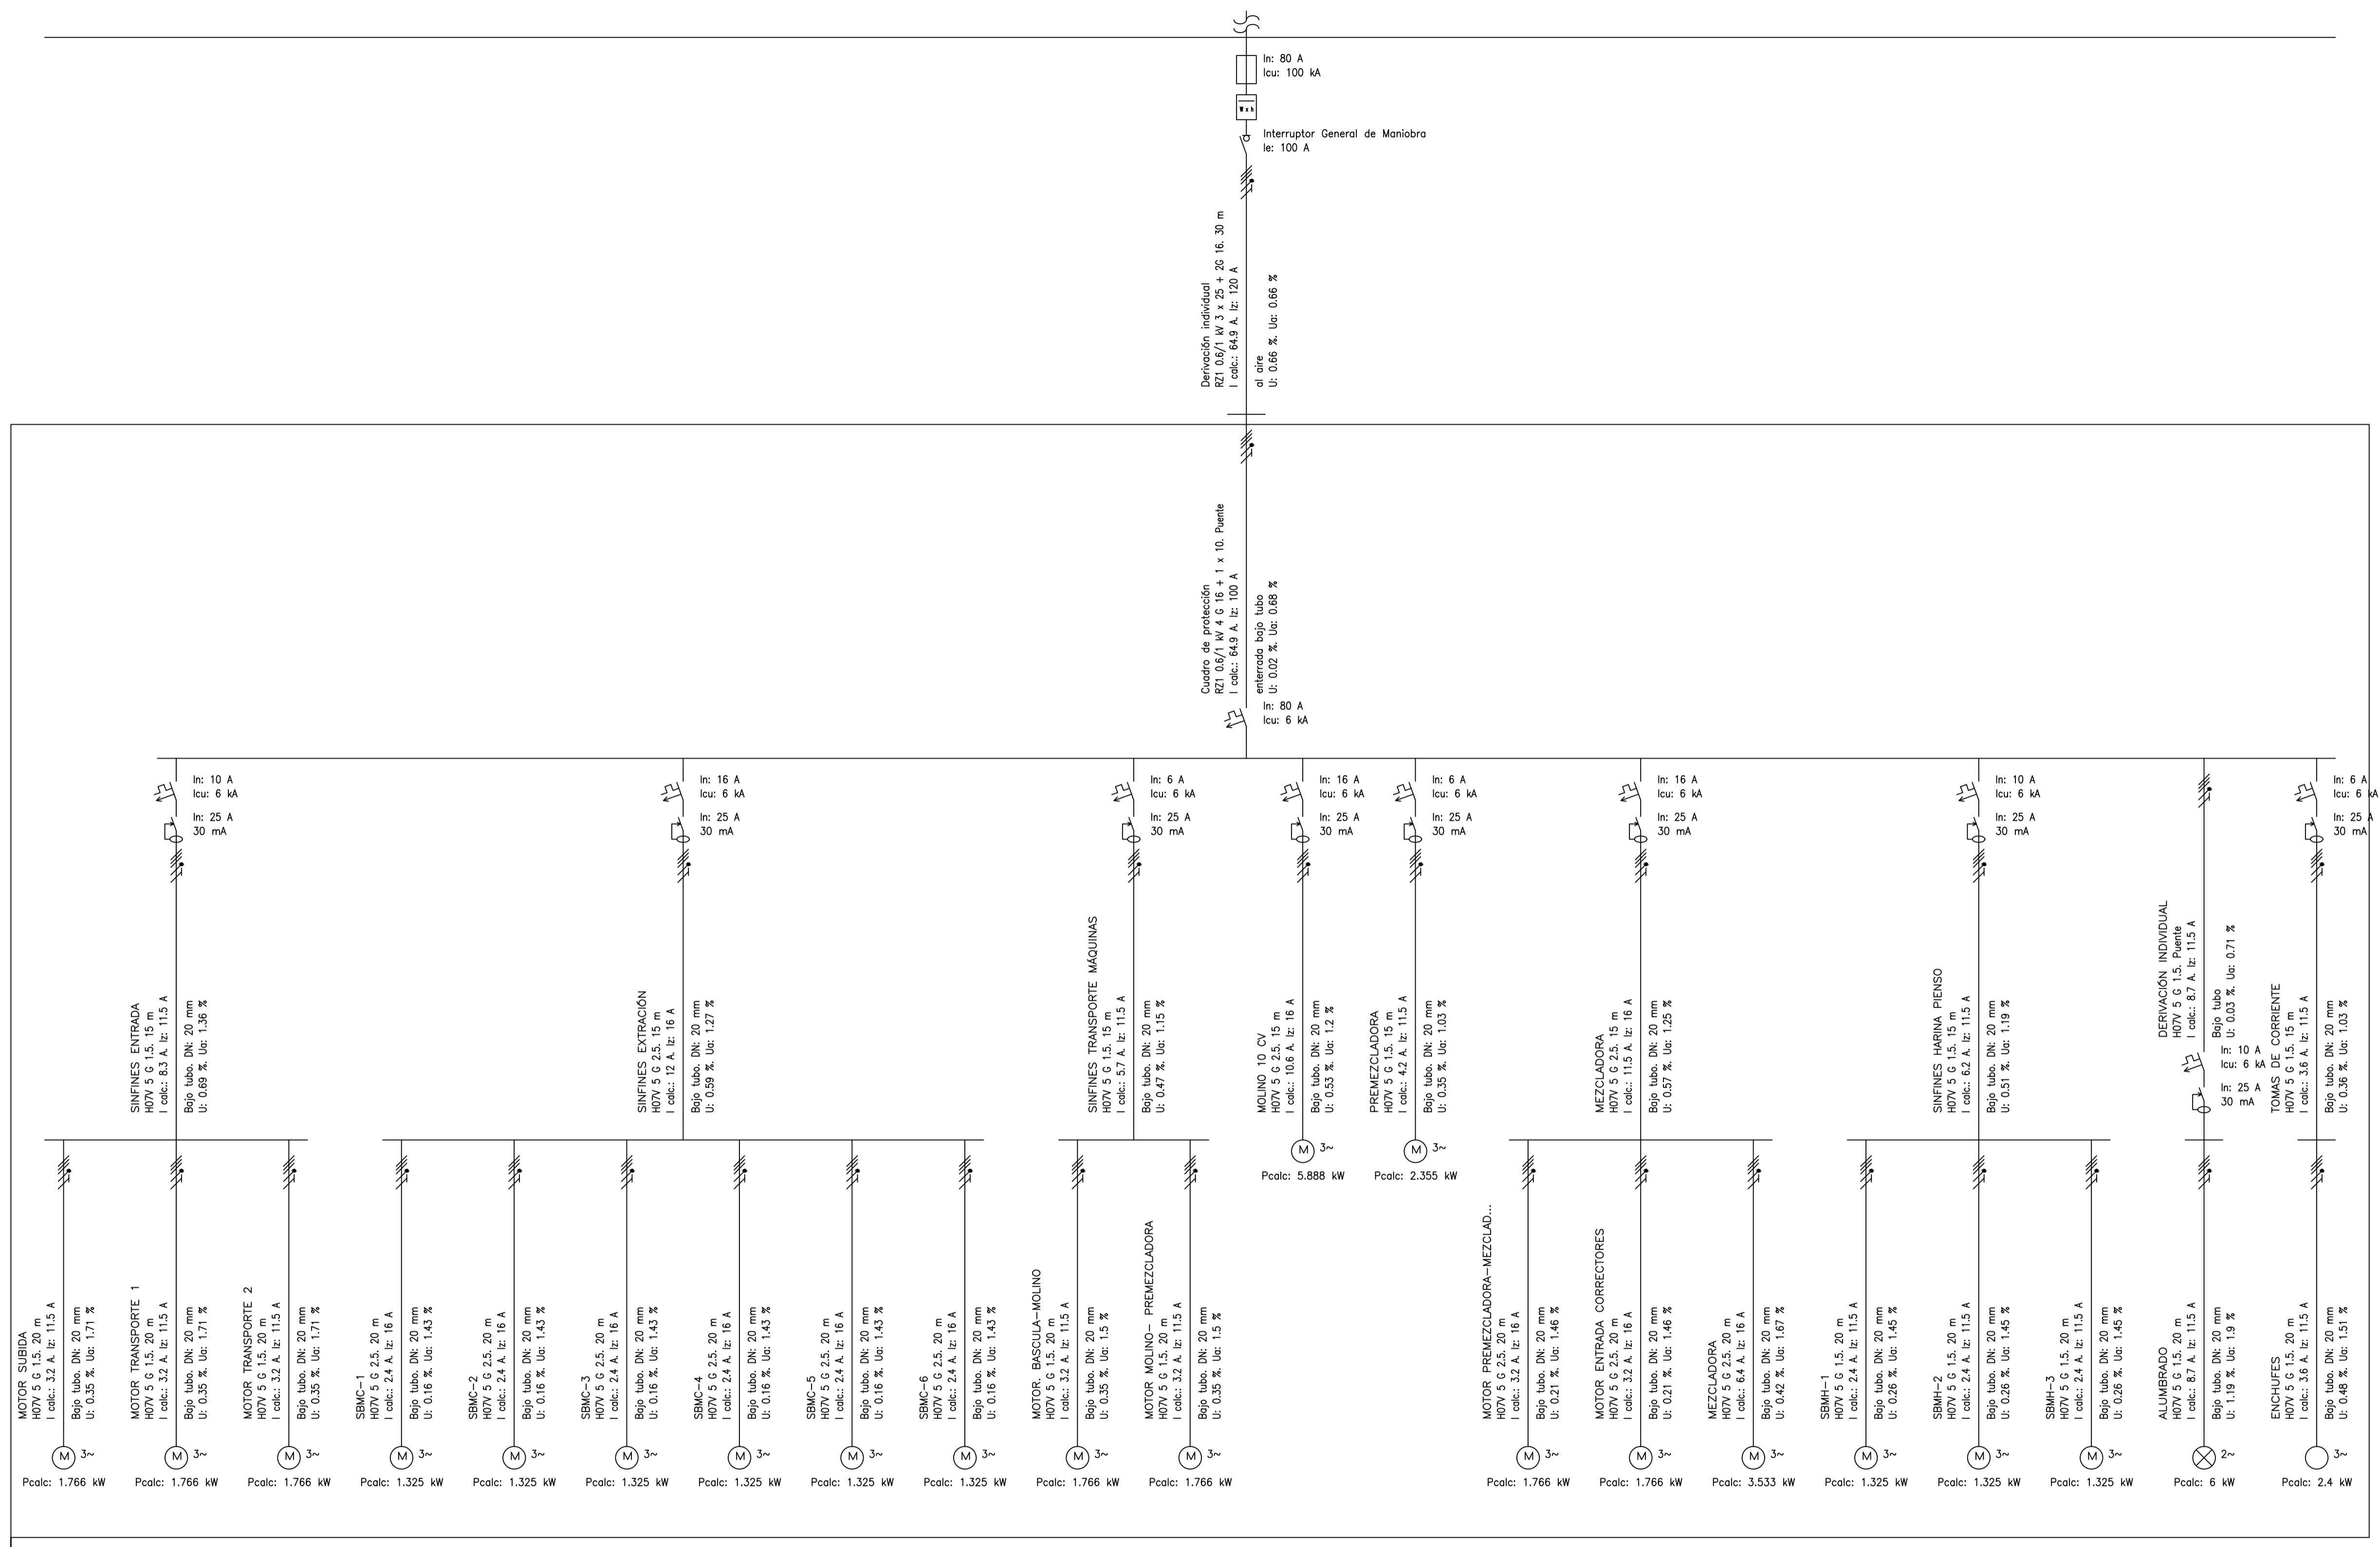 In: 80 A
Icu: 100 kA
W x h
Interruptor General de Maniobra
Ie: 100 A
Derivación individual
RZ1 0.6/1 kV 3 x 25 + 2G 16. 30 m
I calc.: 64.9 A. Iz: 120 A
al aire
U: 0.66 %. Ua: 0.66 %
Cuadro de protección
RZ1 0.6/1 kV 4 G 16 + 1 x 10. Puente
I calc.: 64.9 A. Iz: 100 A
enterrada bajo tubo
U: 0.02 %. Ua: 0.68 %
In: 80 A
Icu: 6 kA
In: 10 A
Icu: 6 kA
In: 25 A
30 mA
SINFINES ENTRADA
H07V 5 G 1.5. 15 m
I calc.: 8.3 A. Iz: 11.5 A
Bajo tubo. DN: 20 mm
U: 0.69 %. Ua: 1.36 %
In: 16 A
Icu: 6 kA
In: 25 A
30 mA
SINFINES EXTRACIÓN
H07V 5 G 2.5. 15 m
I calc.: 12 A. Iz: 16 A
Bajo tubo. DN: 20 mm
U: 0.59 %. Ua: 1.27 %
In: 6 A
Icu: 6 kA
In: 25 A
30 mA
SINFINES TRANSPORTE MÁQUINAS
H07V 5 G 1.5. 15 m
I calc.: 5.7 A. Iz: 11.5 A
Bajo tubo. DN: 20 mm
U: 0.47 %. Ua: 1.15 %
In: 16 A
Icu: 6 kA
In: 25 A
30 mA
MOLINO 10 CV
H07V 5 G 2.5. 15 m
I calc.: 10.6 A. Iz: 16 A
Bajo tubo. DN: 20 mm
U: 0.53 %. Ua: 1.2 %
M 3~
Pcalc: 5.888 kW
In: 6 A
Icu: 6 kA
In: 25 A
30 mA
PREMEZCLADORA
H07V 5 G 1.5. 15 m
I calc.: 4.2 A. Iz: 11.5 A
Bajo tubo. DN: 20 mm
U: 0.35 %. Ua: 1.03 %
M 3~
Pcalc: 2.355 kW
In: 16 A
Icu: 6 kA
In: 25 A
30 mA
MEZCLADORA
H07V 5 G 2.5. 15 m
I calc.: 11.5 A. Iz: 16 A
Bajo tubo. DN: 20 mm
U: 0.57 %. Ua: 1.25 %
In: 10 A
Icu: 6 kA
In: 25 A
30 mA
SINFINES HARINA PIENSO
H07V 5 G 1.5. 15 m
I calc.: 6.2 A. Iz: 11.5 A
Bajo tubo. DN: 20 mm
U: 0.51 %. Ua: 1.19 %
DERIVACIÓN INDIVIDUAL
H07V 5 G 1.5. Puente
I calc.: 8.7 A. Iz: 11.5 A
Bajo tubo
U: 0.03 %. Ua: 0.71 %
In: 10 A
Icu: 6 kA
In: 25 A
30 mA
In: 6 A
Icu: 6 kA
In: 25 A
30 mA
TOMAS DE CORRIENTE
H07V 5 G 1.5. 15 m
I calc.: 3.6 A. Iz: 11.5 A
Bajo tubo. DN: 20 mm
U: 0.36 %. Ua: 1.03 %
MOTOR SUBIDA
H07V 5 G 1.5. 20 m
I calc.: 3.2 A. Iz: 11.5 A
Bajo tubo. DN: 20 mm
U: 0.35 %. Ua: 1.71 %
M 3~
Pcalc: 1.766 kW
MOTOR TRANSPORTE 1
H07V 5 G 1.5. 20 m
I calc.: 3.2 A. Iz: 11.5 A
Bajo tubo. DN: 20 mm
U: 0.35 %. Ua: 1.71 %
M 3~
Pcalc: 1.766 kW
MOTOR TRANSPORTE 2
H07V 5 G 1.5. 20 m
I calc.: 3.2 A. Iz: 11.5 A
Bajo tubo. DN: 20 mm
U: 0.35 %. Ua: 1.71 %
M 3~
Pcalc: 1.766 kW
SBMC-1
H07V 5 G 2.5. 20 m
I calc.: 2.4 A. Iz: 16 A
Bajo tubo. DN: 20 mm
U: 0.16 %. Ua: 1.43 %
M 3~
Pcalc: 1.325 kW
SBMC-2
H07V 5 G 2.5. 20 m
I calc.: 2.4 A. Iz: 16 A
Bajo tubo. DN: 20 mm
U: 0.16 %. Ua: 1.43 %
M 3~
Pcalc: 1.325 kW
SBMC-3
H07V 5 G 2.5. 20 m
I calc.: 2.4 A. Iz: 16 A
Bajo tubo. DN: 20 mm
U: 0.16 %. Ua: 1.43 %
M 3~
Pcalc: 1.325 kW
SBMC-4
H07V 5 G 2.5. 20 m
I calc.: 2.4 A. Iz: 16 A
Bajo tubo. DN: 20 mm
U: 0.16 %. Ua: 1.43 %
M 3~
Pcalc: 1.325 kW
SBMC-5
H07V 5 G 2.5. 20 m
I calc.: 2.4 A. Iz: 16 A
Bajo tubo. DN: 20 mm
U: 0.16 %. Ua: 1.43 %
M 3~
Pcalc: 1.325 kW
SBMC-6
H07V 5 G 2.5. 20 m
I calc.: 2.4 A. Iz: 16 A
Bajo tubo. DN: 20 mm
U: 0.16 %. Ua: 1.43 %
M 3~
Pcalc: 1.325 kW
MOTOR. BASCULA-MOLINO
H07V 5 G 1.5. 20 m
I calc.: 3.2 A. Iz: 11.5 A
Bajo tubo. DN: 20 mm
U: 0.35 %. Ua: 1.5 %
M 3~
Pcalc: 1.766 kW
MOTOR MOLINO- PREMEZCLADORA
H07V 5 G 1.5. 20 m
I calc.: 3.2 A. Iz: 11.5 A
Bajo tubo. DN: 20 mm
U: 0.35 %. Ua: 1.5 %
M 3~
Pcalc: 1.766 kW
MOTOR PREMEZCLADORA-MEZCLAD...
H07V 5 G 2.5. 20 m
I calc.: 3.2 A. Iz: 16 A
Bajo tubo. DN: 20 mm
U: 0.21 %. Ua: 1.46 %
M 3~
Pcalc: 1.766 kW
MOTOR ENTRADA CORRECTORES
H07V 5 G 2.5. 20 m
I calc.: 3.2 A. Iz: 16 A
Bajo tubo. DN: 20 mm
U: 0.21 %. Ua: 1.46 %
M 3~
Pcalc: 1.766 kW
MEZCLADORA
H07V 5 G 2.5. 20 m
I calc.: 6.4 A. Iz: 16 A
Bajo tubo. DN: 20 mm
U: 0.42 %. Ua: 1.67 %
M 3~
Pcalc: 3.533 kW
SBMH-1
H07V 5 G 1.5. 20 m
I calc.: 2.4 A. Iz: 11.5 A
Bajo tubo. DN: 20 mm
U: 0.26 %. Ua: 1.45 %
M 3~
Pcalc: 1.325 kW
SBMH-2
H07V 5 G 1.5. 20 m
I calc.: 2.4 A. Iz: 11.5 A
Bajo tubo. DN: 20 mm
U: 0.26 %. Ua: 1.45 %
M 3~
Pcalc: 1.325 kW
SBMH-3
H07V 5 G 1.5. 20 m
I calc.: 2.4 A. Iz: 11.5 A
Bajo tubo. DN: 20 mm
U: 0.26 %. Ua: 1.45 %
M 3~
Pcalc: 1.325 kW
ALUMBRADO
H07V 5 G 1.5. 20 m
I calc.: 8.7 A. Iz: 11.5 A
Bajo tubo. DN: 20 mm
U: 1.19 %. Ua: 1.9 %
2~
Pcalc: 6 kW
ENCHUFES
H07V 5 G 1.5. 20 m
I calc.: 3.6 A. Iz: 11.5 A
Bajo tubo. DN: 20 mm
U: 0.48 %. Ua: 1.51 %
3~
Pcalc: 2.4 kW